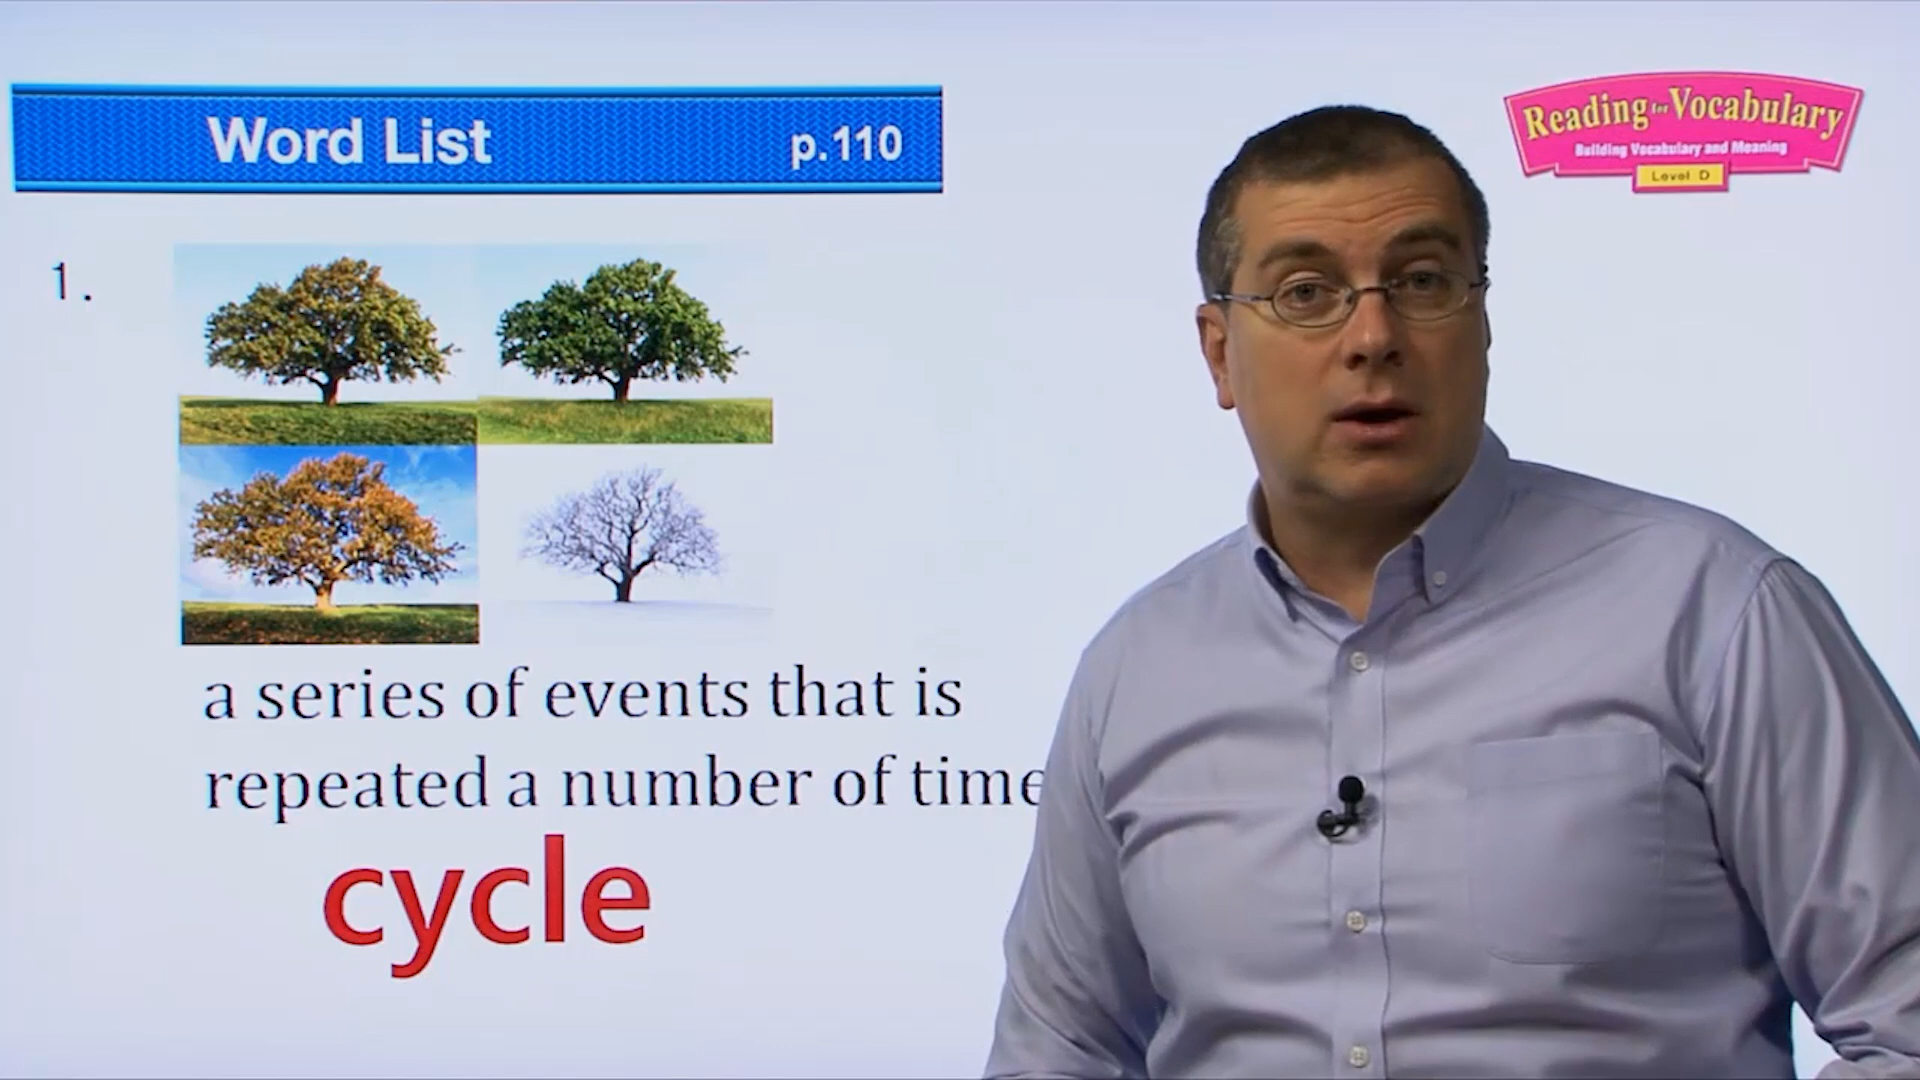 Word List p.110
Reading for Vocabulary
Building Vocabulary and Meaning
Level D
1.
a series of events that is
repeated a number of time
cycle